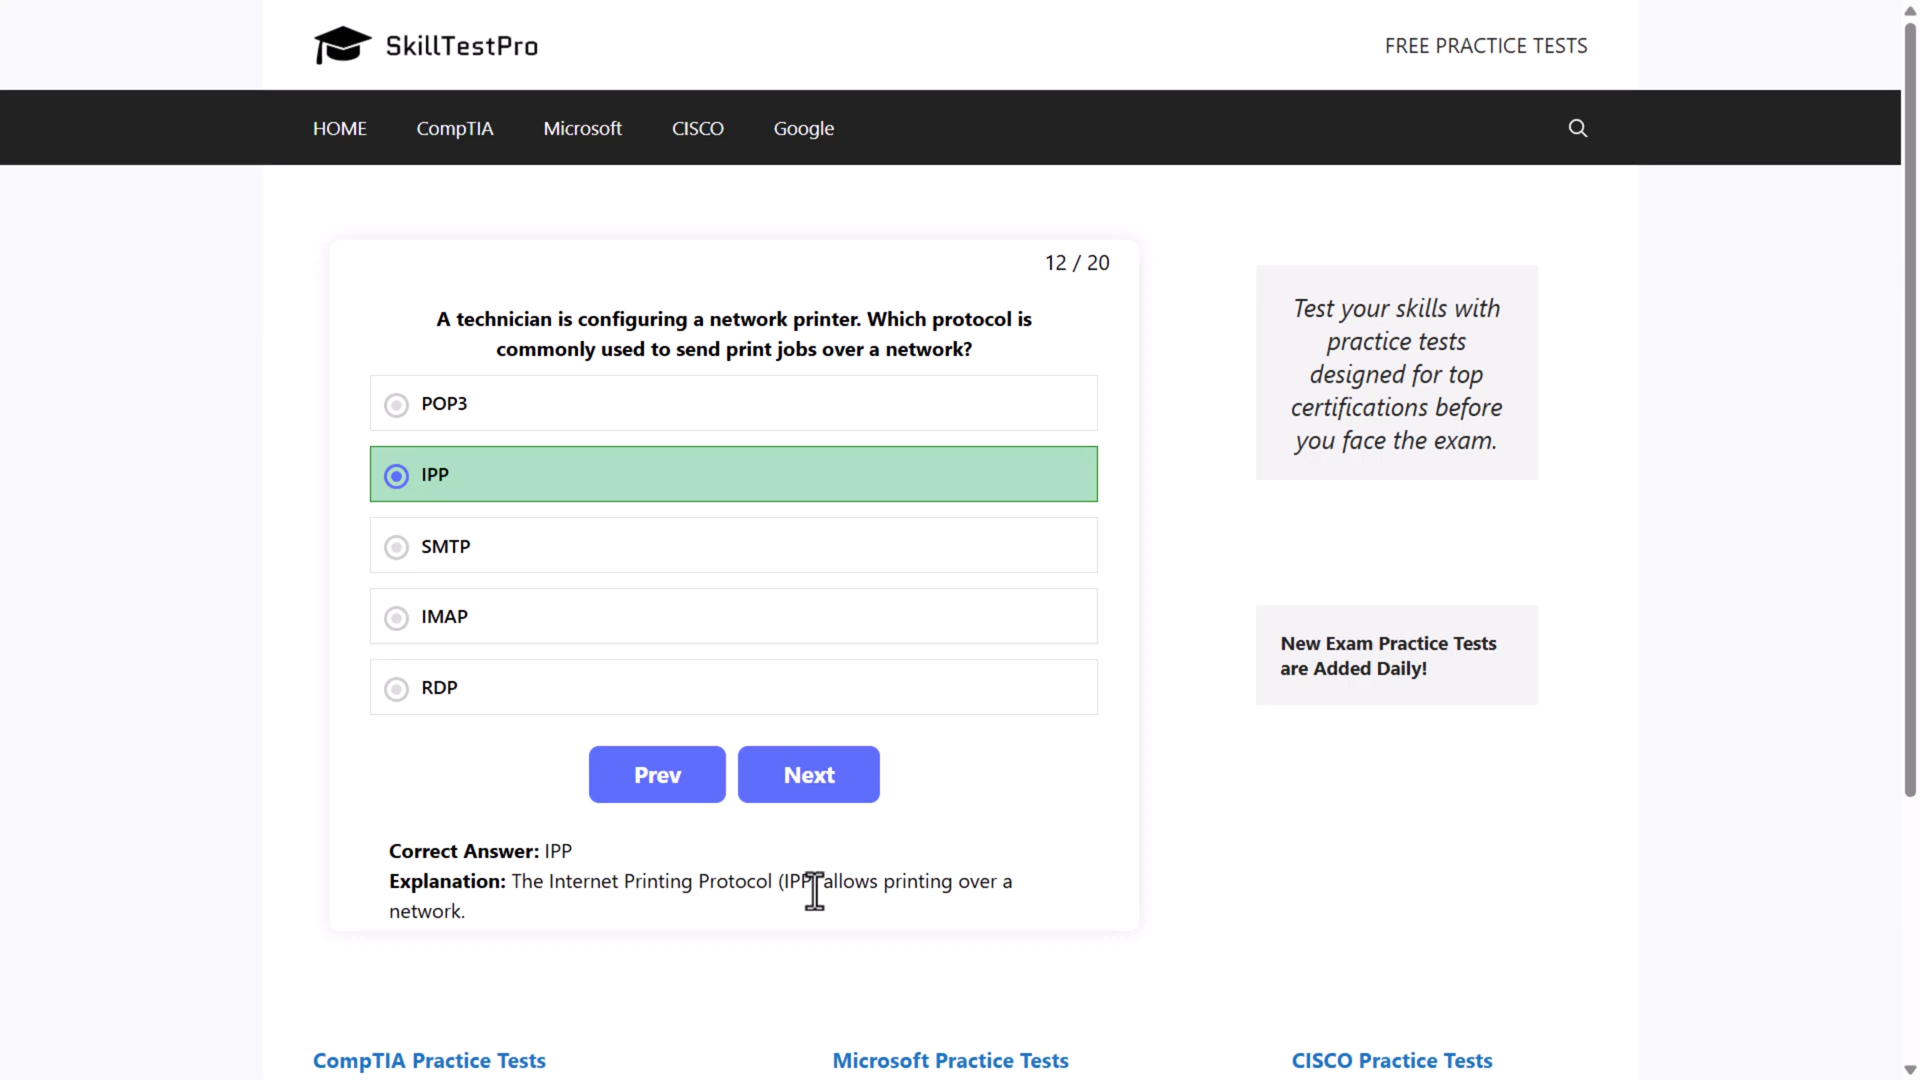 SkillTestPro
FREE PRACTICE TESTS
HOME CompTIA Microsoft CISCO Google
12 / 20
A technician is configuring a network printer. Which protocol is
commonly used to send print jobs over a network?
POP3
IPP
SMTP
IMAP
RDP
Prev Next
Correct Answer: IPP
Explanation: The Internet Printing Protocol (IPP) allows printing over a
network.
Test your skills with
practice tests
designed for top
certifications before
you face the exam.
New Exam Practice Tests
are Added Daily!
CompTIA Practice Tests
Microsoft Practice Tests
CISCO Practice Tests